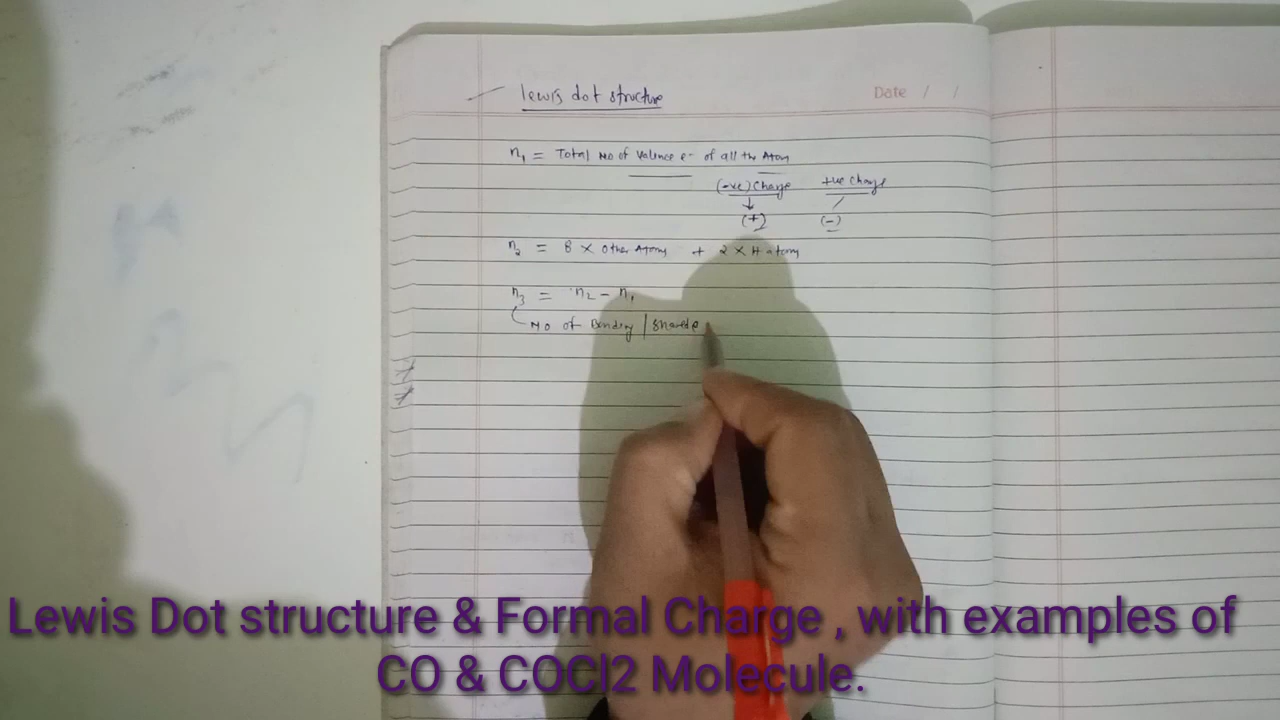 Lewis dot structure
Date / /
n1 = Total No of Valence e- of all the Atom
(-ve) Charge +ve Charge
(+) (-)
n2 = 8 × Other Atom + 2 × H atom
n3 = n2 - n1
No of Bonding / Shared e
Lewis Dot structure & Formal Charge , with examples of
CO & COCl2 Molecule.